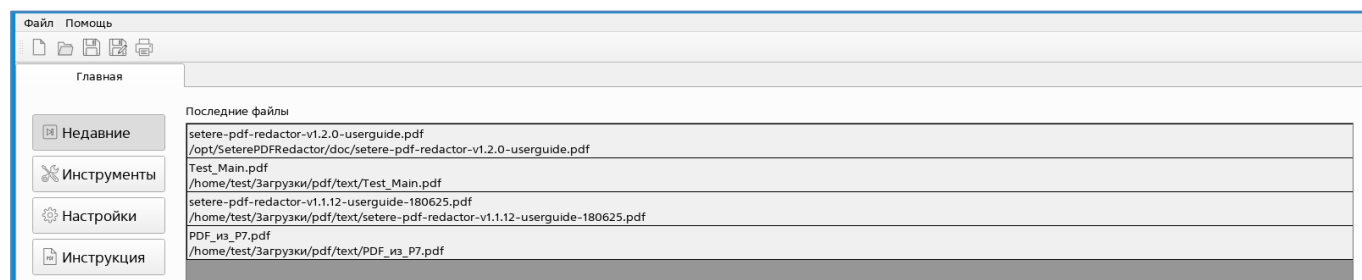 Файл Помощь
Главная
Последние файлы
Недавние
Инструменты
Настройки
Инструкция
setere-pdf-redactor-v1.2.0-userguide.pdf
/opt/SeterePDFRedactor/doc/setere-pdf-redactor-v1.2.0-userguide.pdf
Test_Main.pdf
/home/test/Загрузки/pdf/text/Test_Main.pdf
setere-pdf-redactor-v1.1.12-userguide-180625.pdf
/home/test/Загрузки/pdf/text/setere-pdf-redactor-v1.1.12-userguide-180625.pdf
PDF_из_P7.pdf
/home/test/Загрузки/pdf/text/PDF_из_P7.pdf